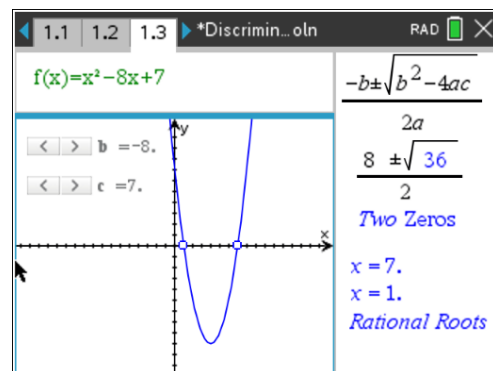 1.1 1.2 1.3 *Discrimin…oln RAD
f(x)=x²-8x+7
y
< > b =-8.
< > c =7.
x
-b±√b²-4ac
2a
8 ±√36
2
Two Zeros
x = 7.
x = 1.
Rational Roots